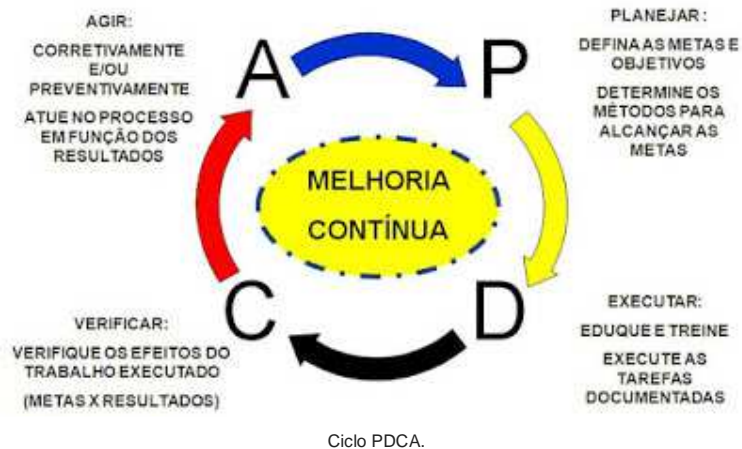 AGIR:
CORRETIVAMENTE
E/OU
PREVENTIVAMENTE
ATUE NO PROCESSO
EM FUNÇÃO DOS
RESULTADOS
A
P
PLANEJAR:
DEFINA AS METAS E
OBJETIVOS
DETERMINE OS
MÉTODOS PARA
ALCANÇAR AS
METAS
MELHORIA
CONTÍNUA
C
D
VERIFICAR:
VERIFIQUE OS EFEITOS DO
TRABALHO EXECUTADO
(METAS X RESULTADOS)
EXECUTAR:
EDUQUE E TREINE
EXECUTE AS
TAREFAS
DOCUMENTADAS
Ciclo PDCA.